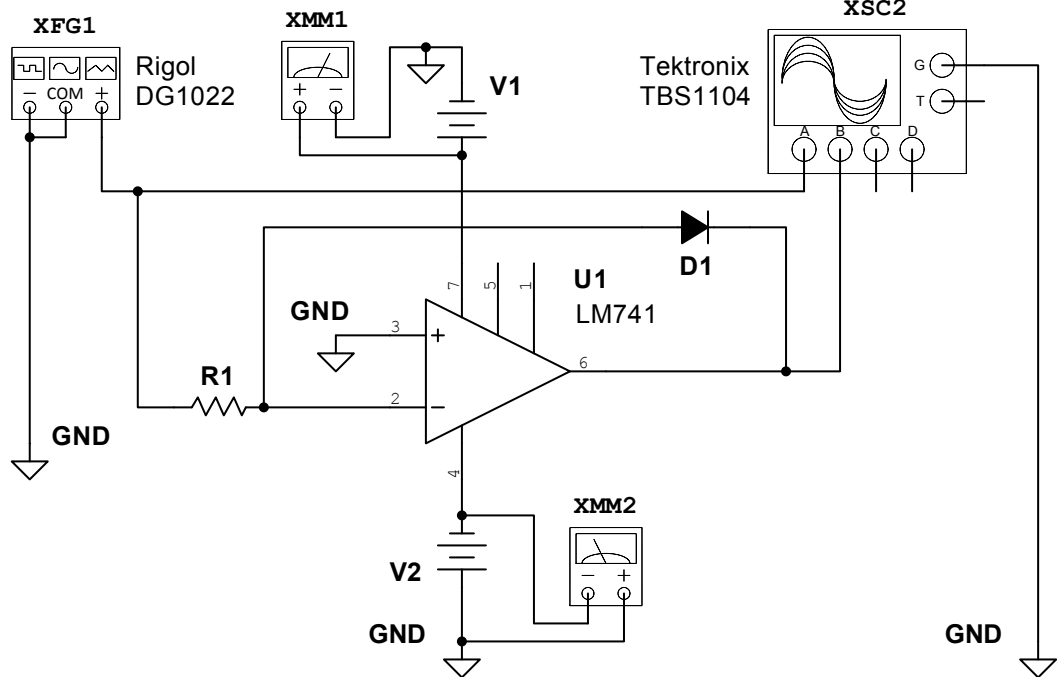 XFG1
XMM1
XSC2
Rigol
DG1022
Tektronix
TBS1104
− COM +
+ −
V1
G
T
A B C D
D1
U1
LM741
7
5
1
GND
3
+
6
R1
2
−
GND
4
XMM2
− +
V2
GND
GND